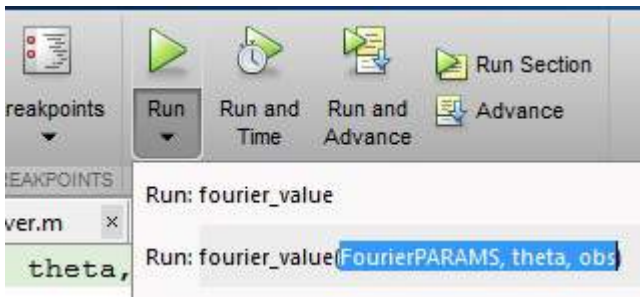 reakpoints
Run
Run and
Time
Run and
Advance
Run Section
Advance
EAKPOINTS
ver.m ×
theta,
Run: fourier_value
Run: fourier_value(FourierPARAMS, theta, obs)